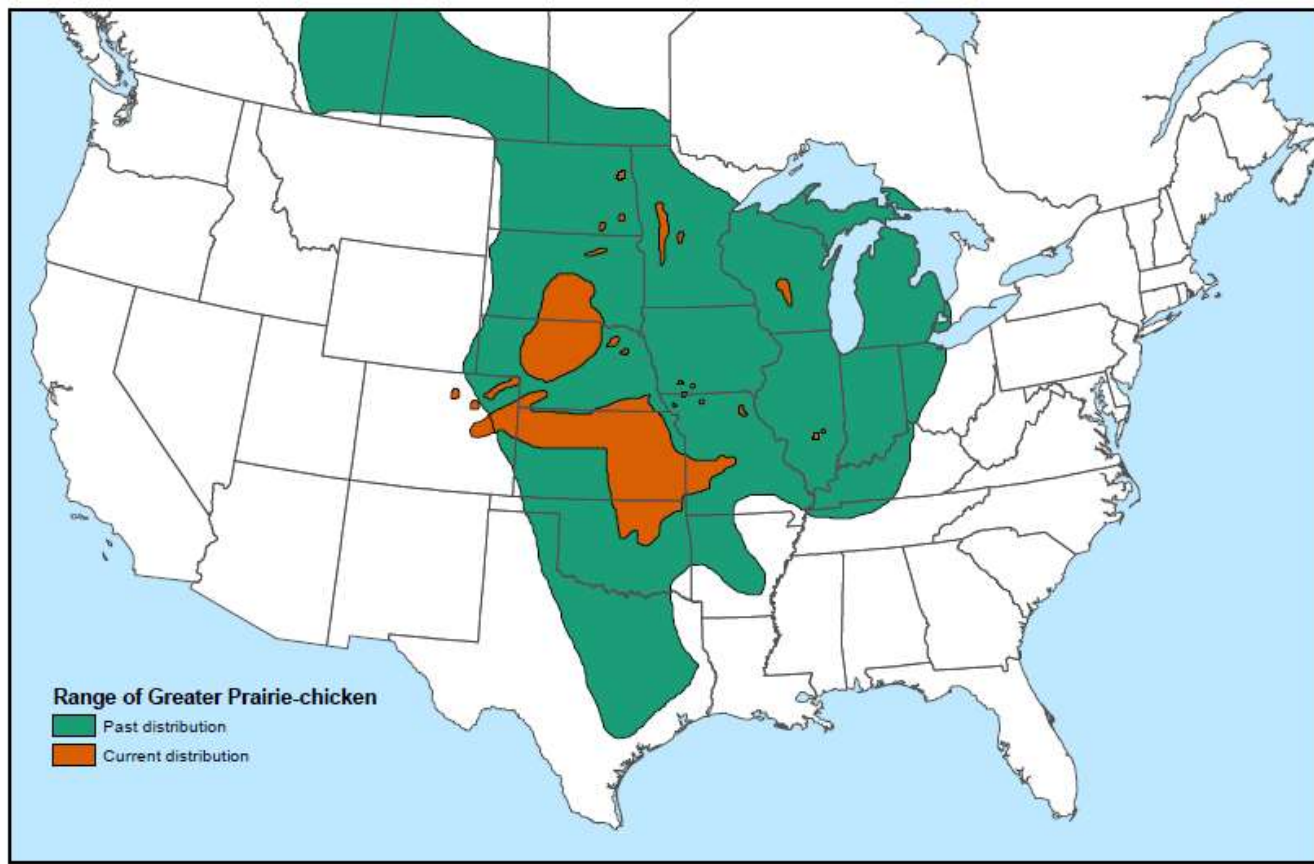 Range of Greater Prairie-chicken
Past distribution
Current distribution